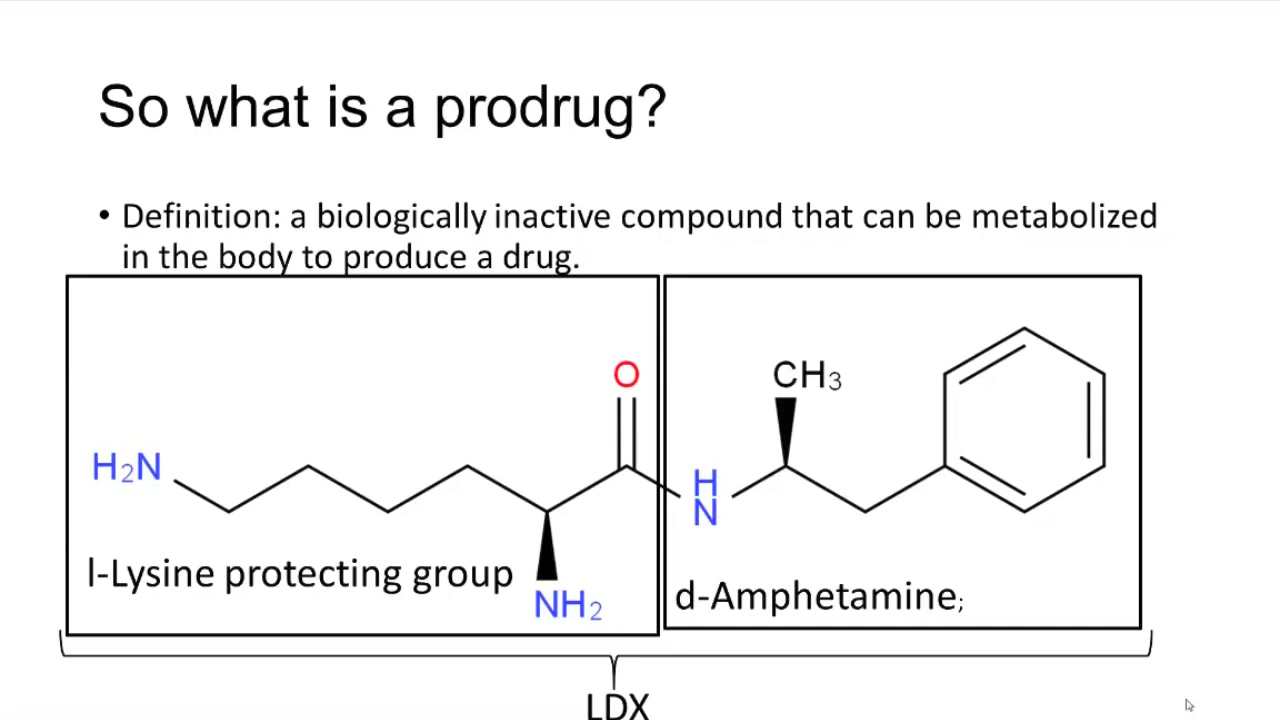 So what is a prodrug?
• Definition: a biologically inactive compound that can be metabolized
in the body to produce a drug.
O
CH3
H2N
H
N
l-Lysine protecting group
NH2
d-Amphetamine;
LDX